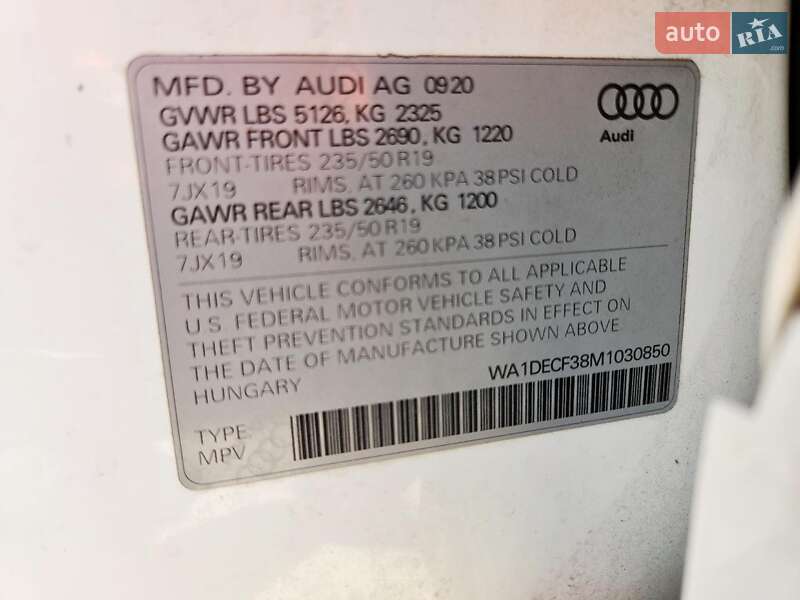 auto RIA
MFD. BY AUDI AG 0920
GVWR LBS 5126, KG 2325
GAWR FRONT LBS 2690, KG 1220
Audi
FRONT-TIRES 235/50 R19
7JX19 RIMS, AT 260 KPA 38 PSI COLD
GAWR REAR LBS 2646, KG 1200
REAR-TIRES 235/50 R19
7JX19 RIMS, AT 260 KPA 38 PSI COLD
THIS VEHICLE CONFORMS TO ALL APPLICABLE
U.S. FEDERAL MOTOR VEHICLE SAFETY AND
THEFT PREVENTION STANDARDS IN EFFECT ON
THE DATE OF MANUFACTURE SHOWN ABOVE
HUNGARY WA1DECF38M1030850
TYPE:
MPV